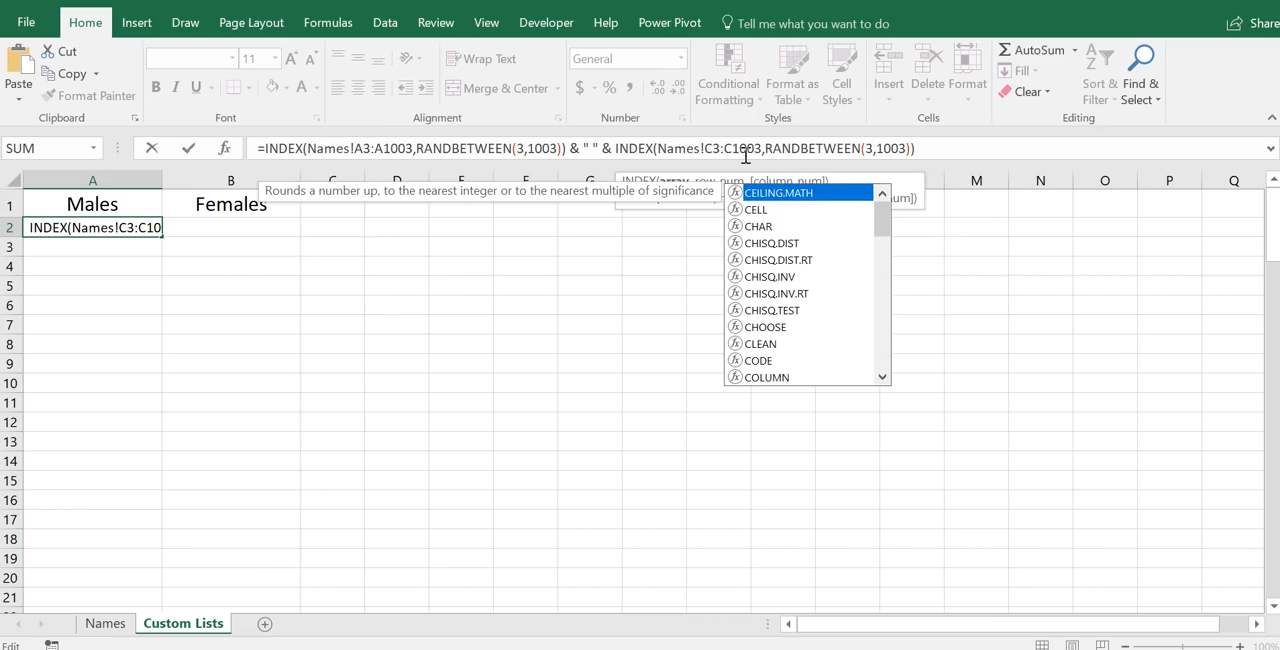 File Home Insert Draw Page Layout Formulas Data Review View Developer Help Power Pivot Tell me what you want to do Share
Paste Cut Copy Format Painter Clipboard
11 A A B I U A Font
Wrap Text Merge & Center Alignment
General $ % , .00 Number
Conditional Formatting Format as Table Cell Styles Styles
Insert Delete Format Cells
AutoSum Fill Clear Sort & Filter Find & Select Editing
SUM fx =INDEX(Names!A3:A1003,RANDBETWEEN(3,1003)) & " " & INDEX(Names!C3:C1003,RANDBETWEEN(3,1003))
A B M N O P Q
Rounds a number up, to the nearest integer or to the nearest multiple of significance
1 Males Females
2 INDEX(Names!C3:C10
CEILING.MATH
CELL
CHAR
CHISQ.DIST
CHISQ.DIST.RT
CHISQ.INV
CHISQ.INV.RT
CHISQ.TEST
CHOOSE
CLEAN
CODE
COLUMN
3
4
5
6
7
8
9
10
11
12
13
14
15
16
17
18
19
20
21
Names Custom Lists
Edit 100%